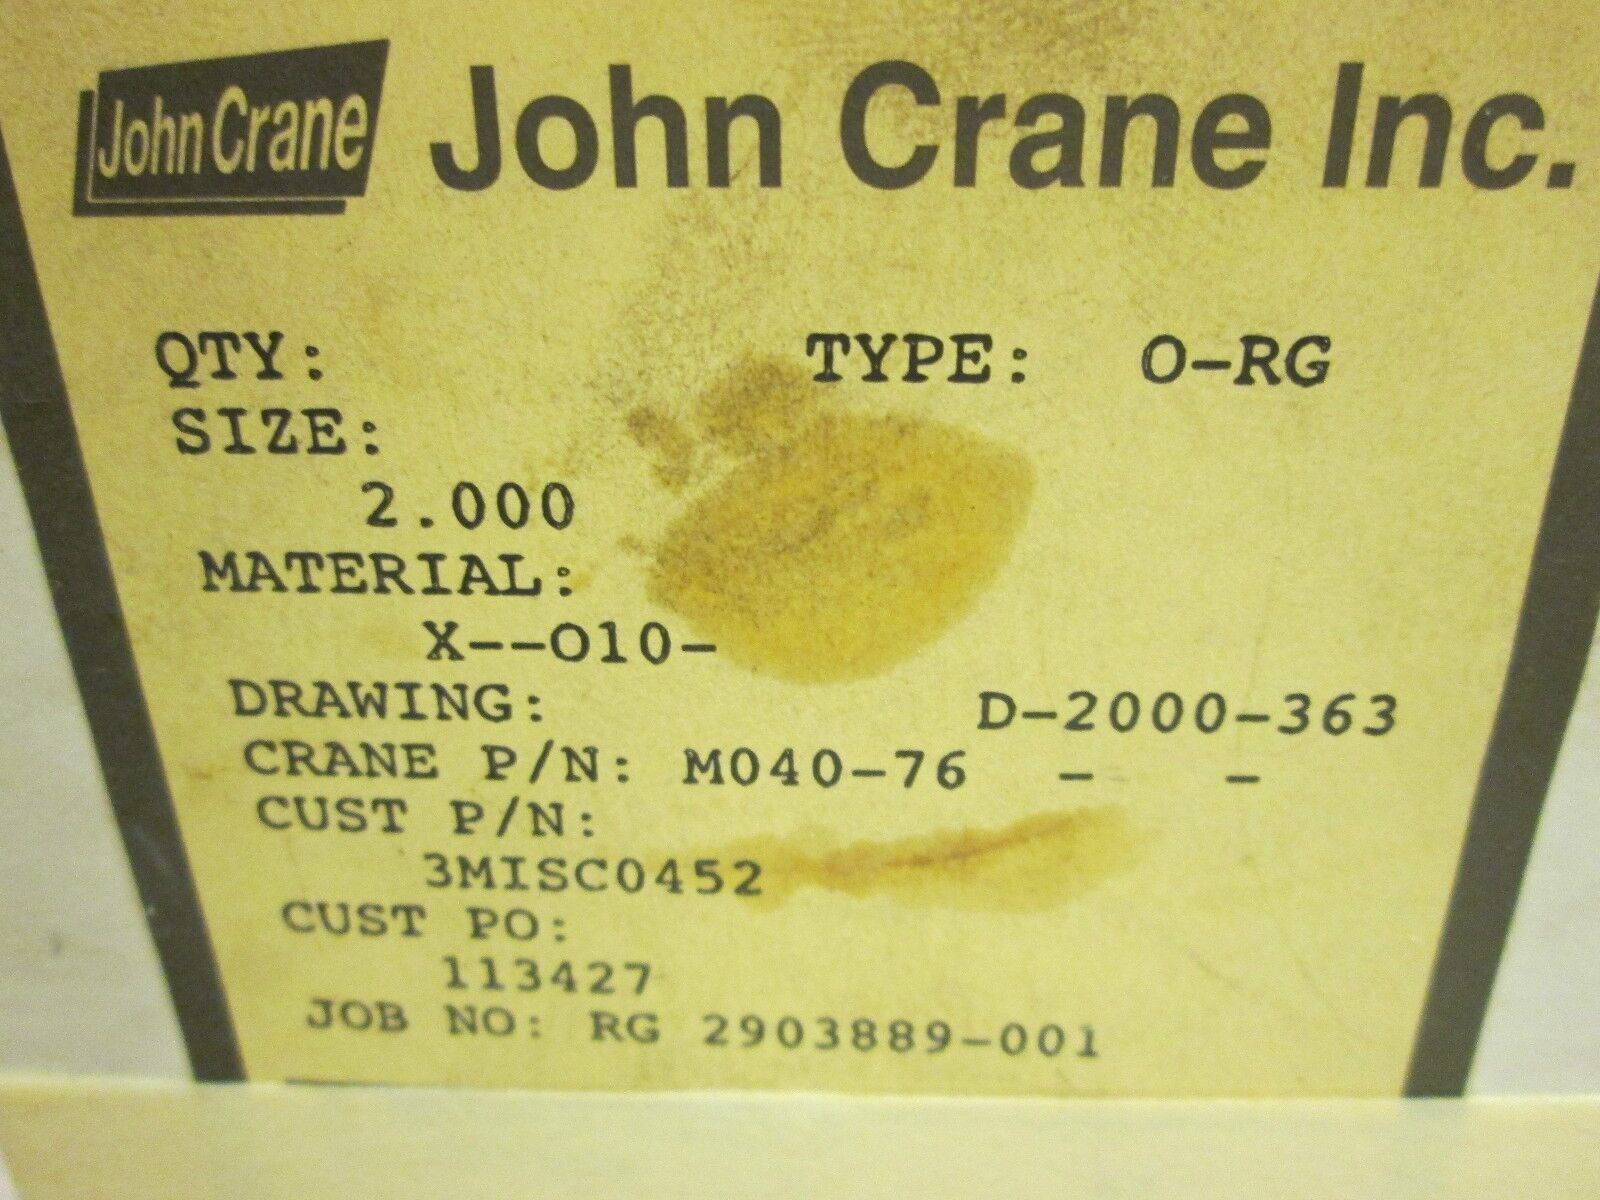 John Crane John Crane Inc.
QTY: TYPE: O-RG
SIZE:
2.000
MATERIAL:
X--O10-
DRAWING: D-2000-363
CRANE P/N: M040-76 - -
CUST P/N:
3MISC0452
CUST PO:
113427
JOB NO: RG 2903889-001